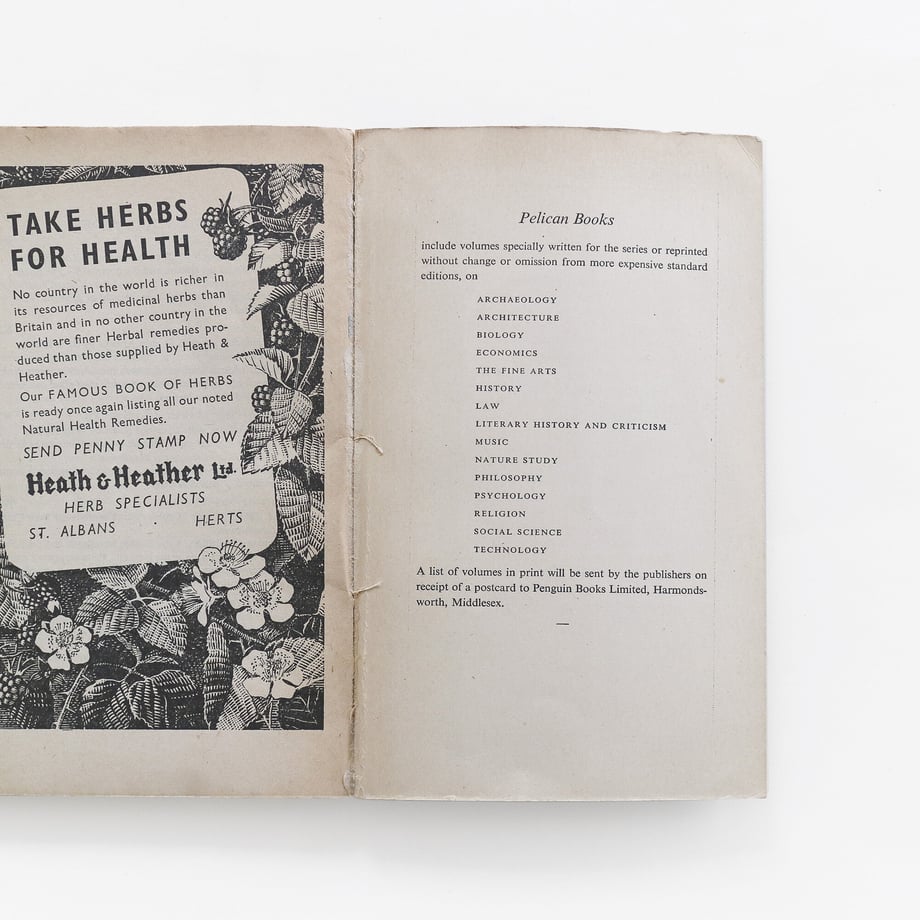 TAKE HERBS
FOR HEALTH
No country in the world is richer in
its resources of medicinal herbs than
Britain and in no other country in the
world are finer Herbal remedies pro-
duced than those supplied by Heath &
Heather.
Our FAMOUS BOOK OF HERBS
is ready once again listing all our noted
Natural Health Remedies.
SEND PENNY STAMP NOW
Heath & Heather Ltd.
HERB SPECIALISTS
ST. ALBANS · HERTS
Pelican Books
include volumes specially written for the series or reprinted
without change or omission from more expensive standard
editions, on
ARCHAEOLOGY
ARCHITECTURE
BIOLOGY
ECONOMICS
THE FINE ARTS
HISTORY
LAW
LITERARY HISTORY AND CRITICISM
MUSIC
NATURE STUDY
PHILOSOPHY
PSYCHOLOGY
RELIGION
SOCIAL SCIENCE
TECHNOLOGY
A list of volumes in print will be sent by the publishers on
receipt of a postcard to Penguin Books Limited, Harmonds-
worth, Middlesex.